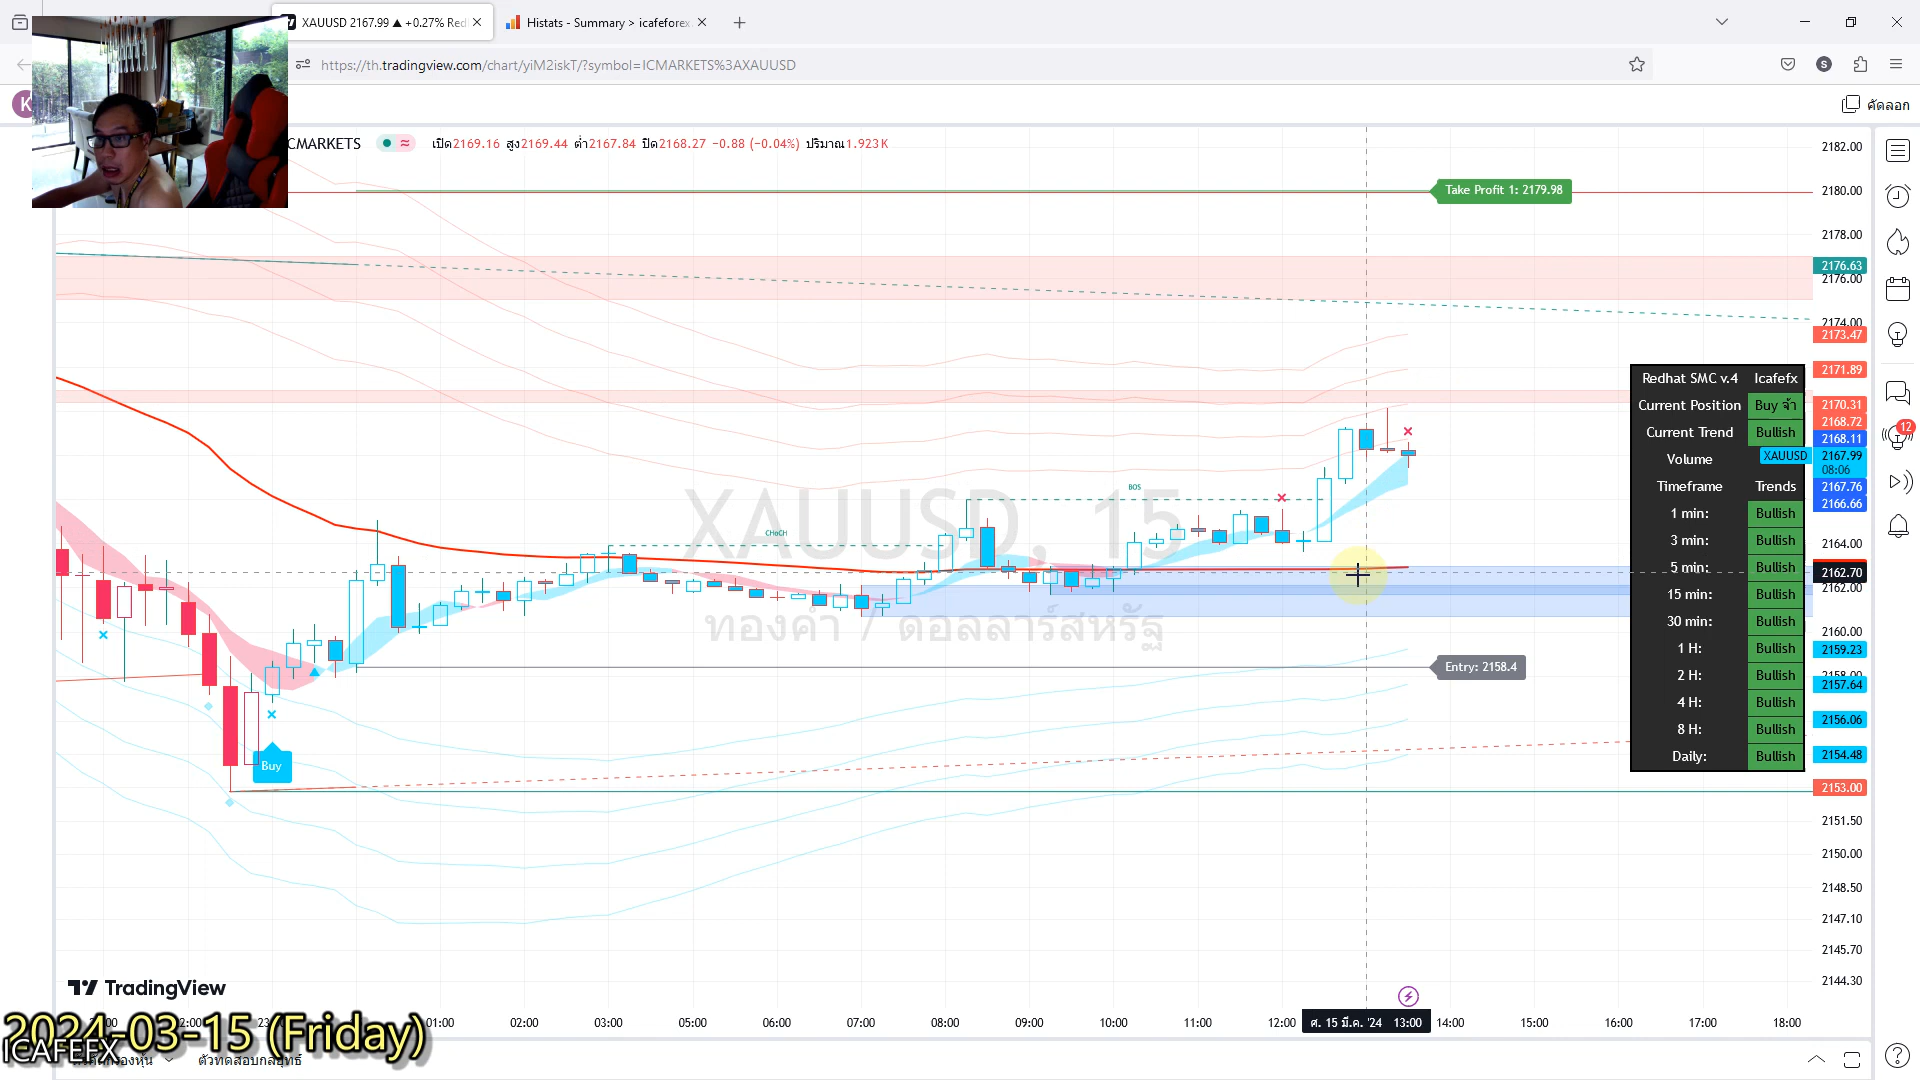 XAUUSD 2167.99 ▲ +0.27% Red
Histats - Summary > icafeforex
https://th.tradingview.com/chart/yiM2iskT/?symbol=ICMARKETS%3AXAUUSD
K
S
คัดลอก
ICMARKETS
เปิด2169.16 สูง2169.44 ต่ำ2167.84 ปิด2168.27 −0.88 (−0.04%) ปริมาณ1.923K
2182.00
Take Profit 1: 2179.98
2180.00
2178.00
2176.63
2176.00
2174.00
2173.47
2171.89
2170.31
2168.72
2168.11
XAUUSD 2167.99
08:06
2167.76
2166.66
2164.00
2162.70
2162.00
2160.00
2159.23
2158.00
2157.64
2156.06
2154.48
2153.00
2151.50
2150.00
2148.50
2147.10
2145.70
2144.30
Redhat SMC v.4 Icafefx
Current Position Buy จ้า
Current Trend Bullish
Volume
Timeframe Trends
1 min: Bullish
3 min: Bullish
5 min: Bullish
15 min: Bullish
30 min: Bullish
1 H: Bullish
2 H: Bullish
4 H: Bullish
8 H: Bullish
Daily: Bullish
12
BOS
CHoCH
XAUUSD, 15
ทองคำ / ดอลลาร์สหรัฐ
Entry: 2158.4
Buy
TradingView
01:00 02:00 03:00 04:00 05:00 06:00 07:00 08:00 09:00 10:00 11:00 12:00 ศ. 15 มี.ค. '24 13:00 14:00 15:00 16:00 17:00 18:00
2024-03-15 (Friday)
ICAFEFX
ตัวทดสอบกลยุทธ์